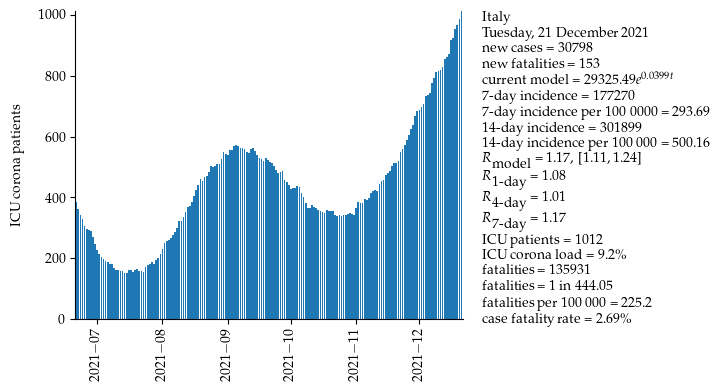 1000
800
600
400
200
0
ICU corona patients
2021−07
2021−08
2021−09
2021−10
2021−11
2021−12
Italy
Tuesday, 21 December 2021
new cases = 30798
new fatalities = 153
current model = 29325.49e^0.0399t
7-day incidence = 177270
7-day incidence per 100 0000 = 293.69
14-day incidence = 301899
14-day incidence per 100 000 = 500.16
R_model = 1.17, [1.11, 1.24]
R_1-day = 1.08
R_4-day = 1.01
R_7-day = 1.17
ICU patients = 1012
ICU corona load = 9.2%
fatalities = 135931
fatalities = 1 in 444.05
fatalities per 100 000 = 225.2
case fatality rate = 2.69%